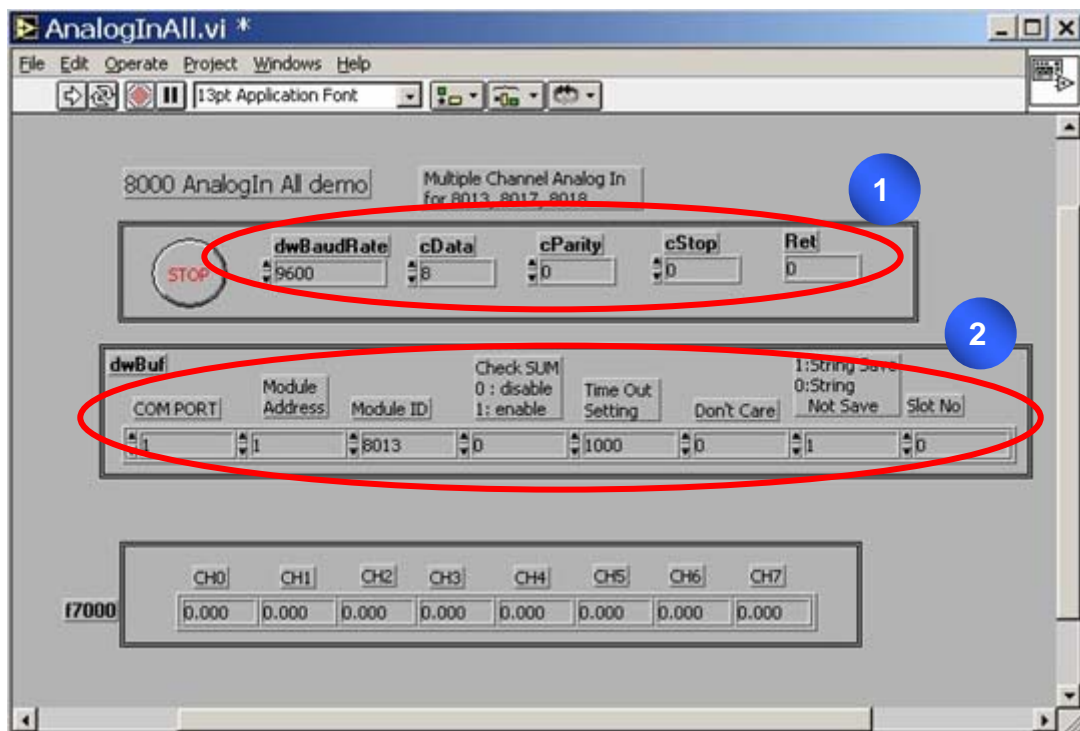 AnalogInAll.vi *
File Edit Operate Project Windows Help
13pt Application Font
8000 AnalogIn All demo
Multiple Channel Analog In
for 8013, 8017, 8018
1
STOP
dwBaudRate cData cParity cStop Ret
9600 8 0 0 0
2
dwBuf
COM PORT
Module
Address
Module ID
Check SUM
0 : disable
1: enable
Time Out
Setting
Don't Care
1:String Save
0:String
Not Save
Slot No
1 1 8013 0 1000 0 1 0
CH0 CH1 CH2 CH3 CH4 CH5 CH6 CH7
f7000
0.000 0.000 0.000 0.000 0.000 0.000 0.000 0.000